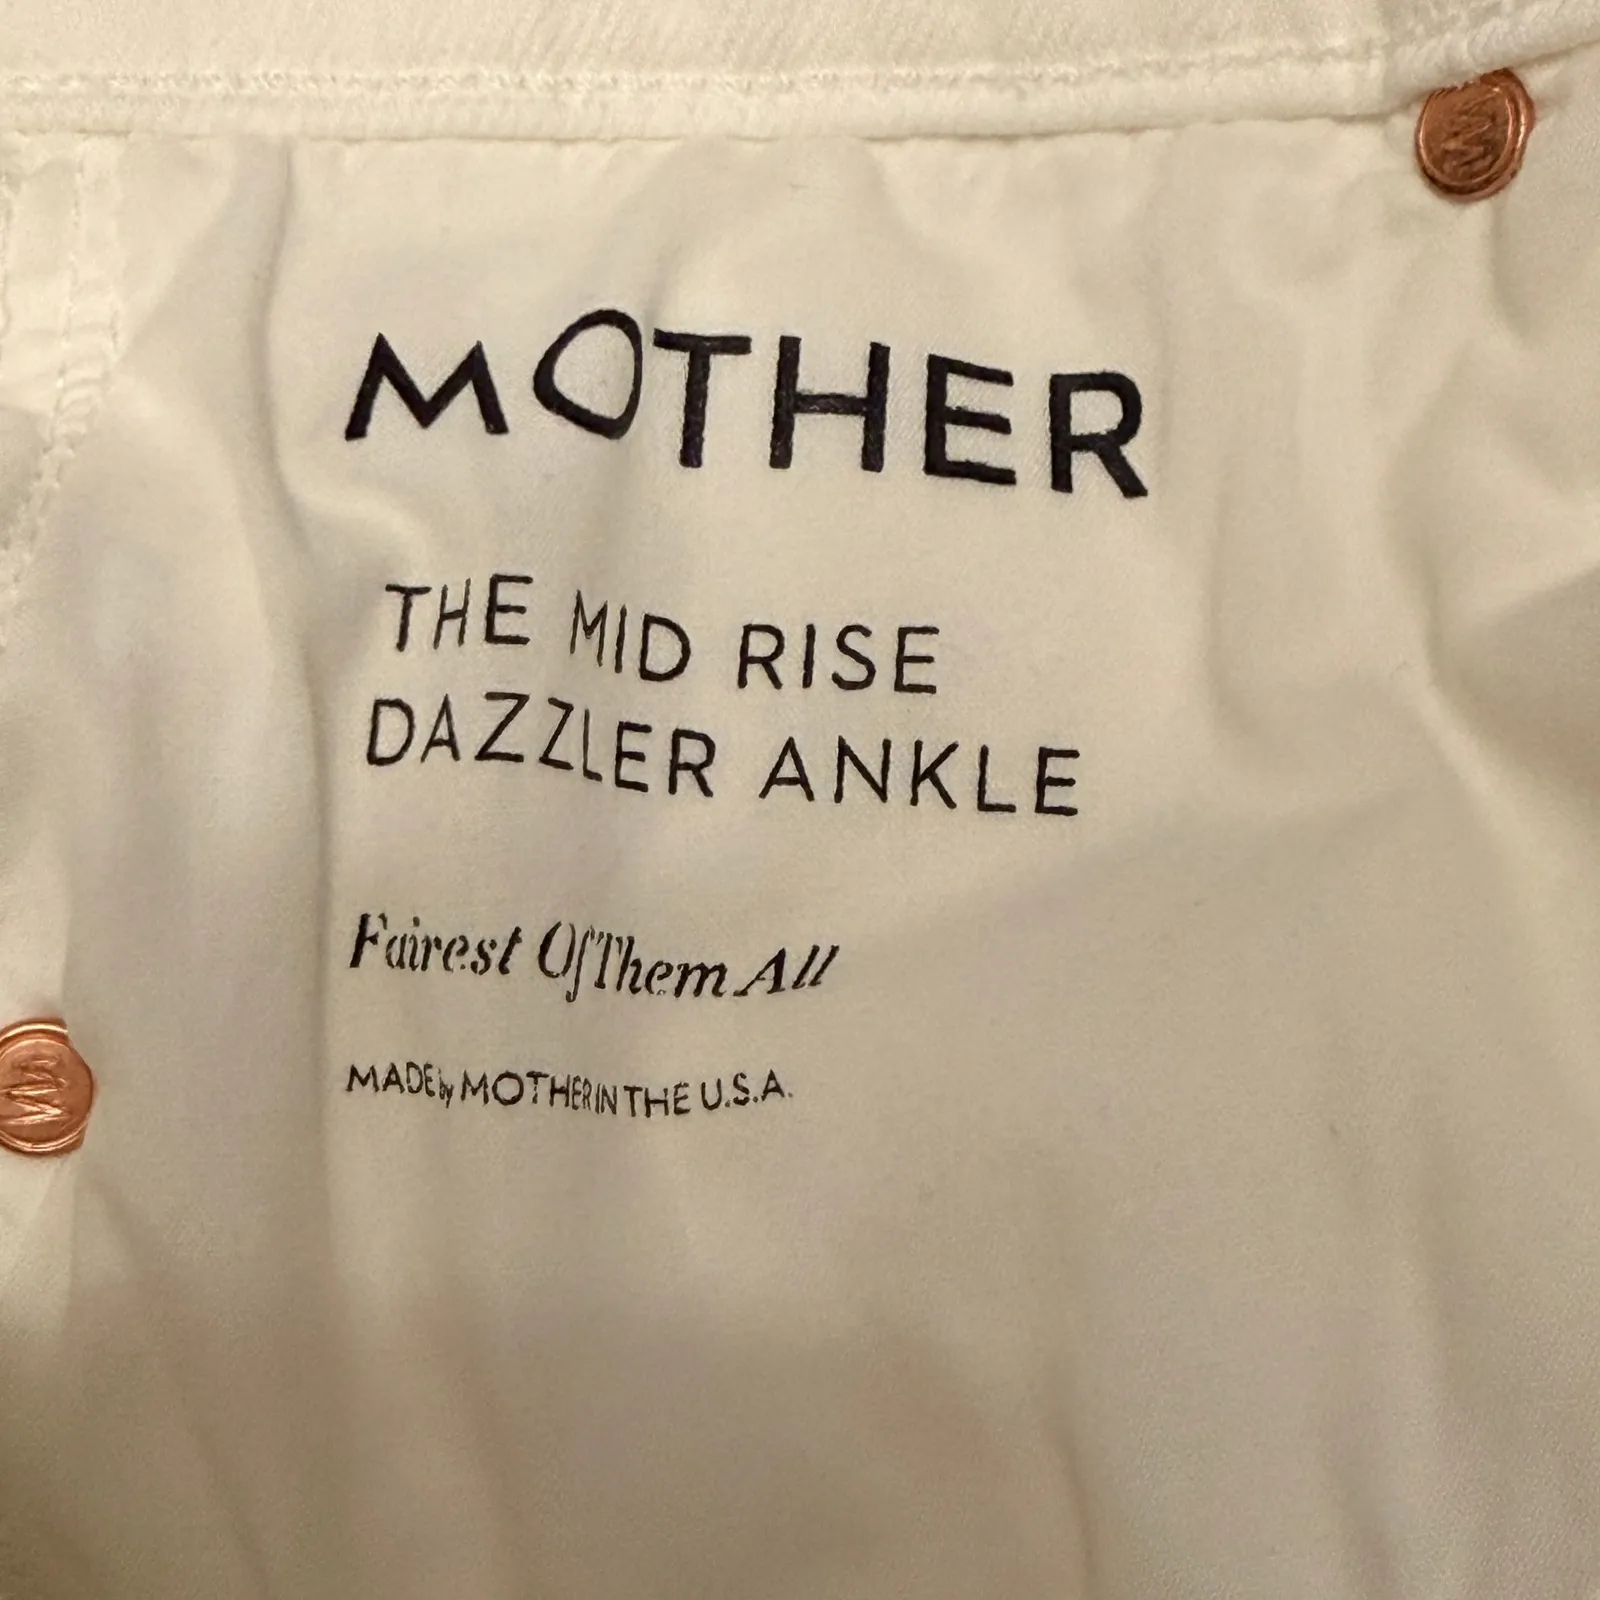 MOTHER
THE MID RISE
DAZZLER ANKLE
Fairest Of Them All
MADE by MOTHER IN THE U.S.A.